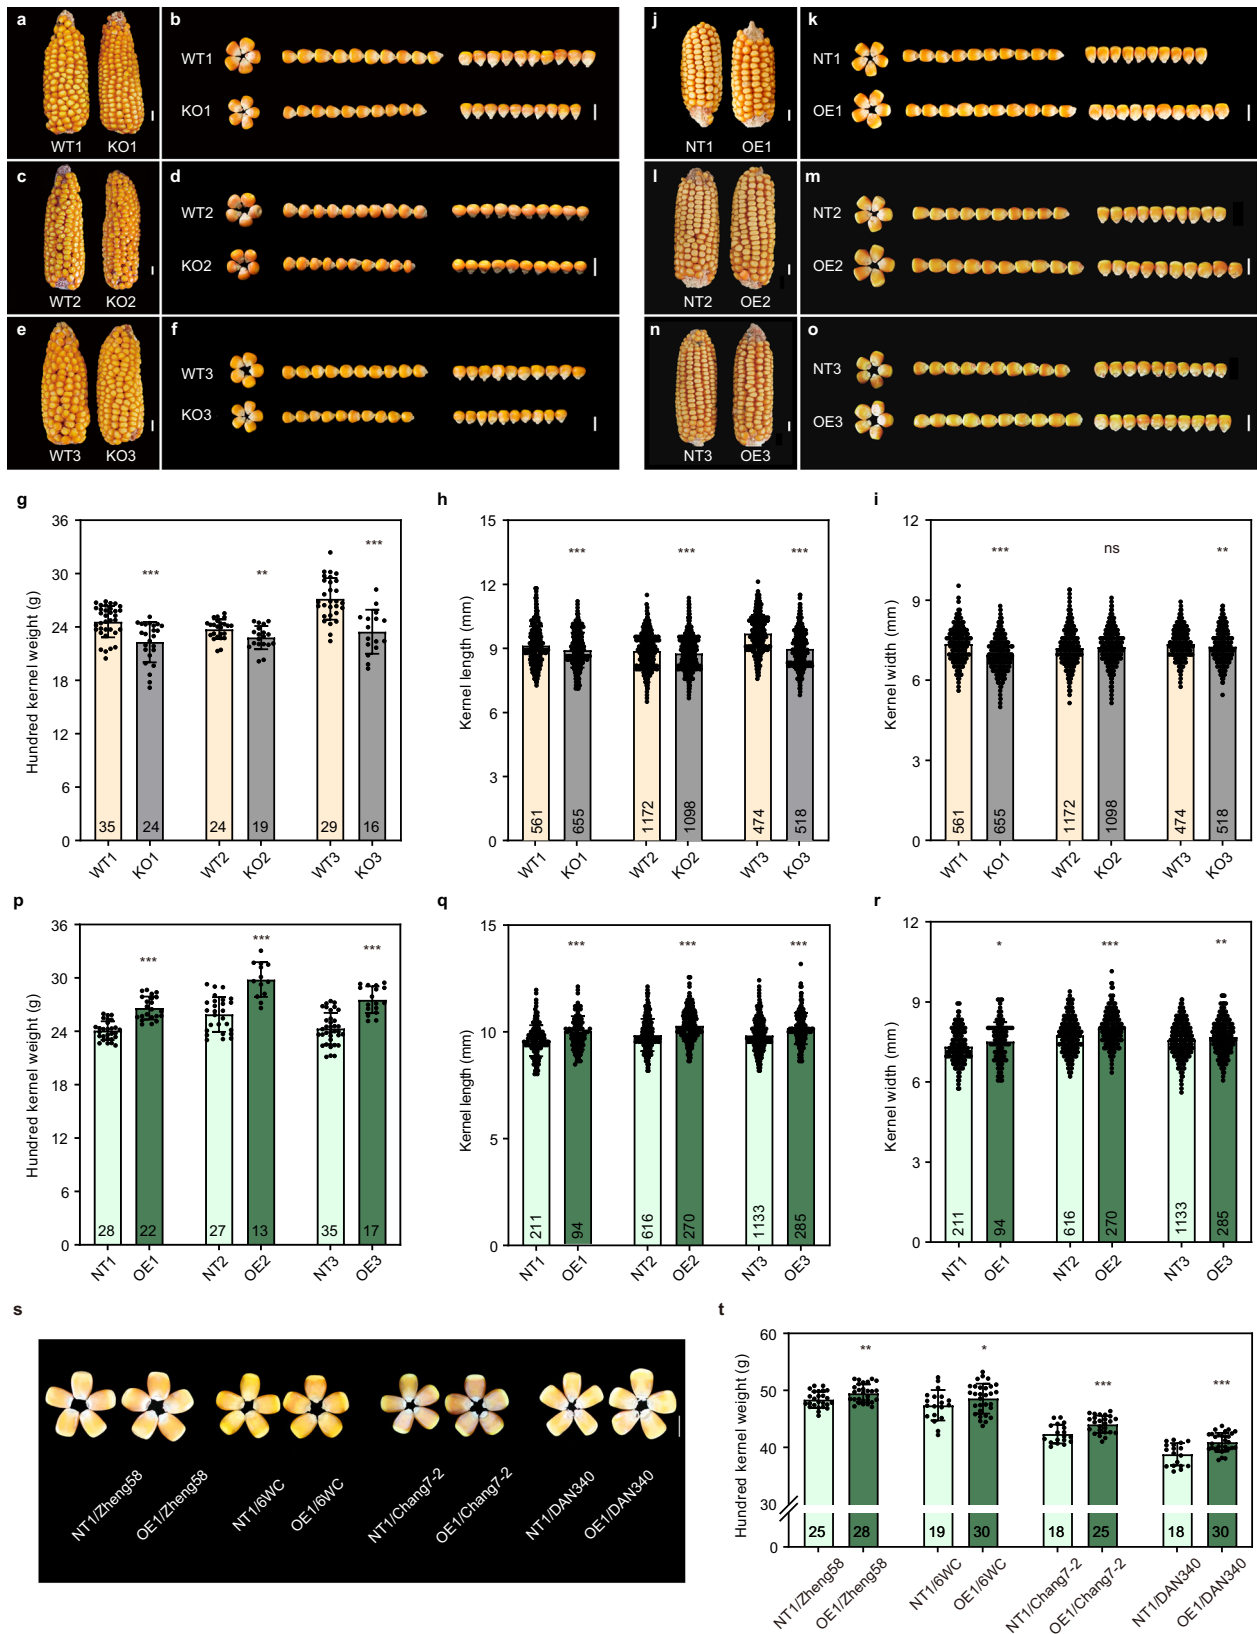 a
WT1 KO1
b
WT1
KO1
c
WT2 KO2
d
WT2
KO2
e
WT3 KO3
f
WT3
KO3
j
NT1 OE1
k
NT1
OE1
l
NT2 OE2
m
NT2
OE2
n
NT3 OE3
o
NT3
OE3
g
Hundred kernel weight (g)
36
30
24
18
12
6
0
*** ** ***
35 24 24 19 29 16
WT1 KO1 WT2 KO2 WT3 KO3
h
Kernel length (mm)
15
12
9
6
3
0
*** *** ***
561 655 1172 1098 474 518
WT1 KO1 WT2 KO2 WT3 KO3
i
Kernel width (mm)
12
9
6
3
0
*** ns **
561 655 1172 1098 474 518
WT1 KO1 WT2 KO2 WT3 KO3
p
Hundred kernel weight (g)
36
30
24
18
12
6
0
*** *** ***
28 22 27 13 35 17
NT1 OE1 NT2 OE2 NT3 OE3
q
Kernel length (mm)
15
10
5
0
*** *** ***
211 94 616 270 1133 285
NT1 OE1 NT2 OE2 NT3 OE3
r
Kernel width (mm)
12
9
6
3
0
* *** **
211 94 616 270 1133 285
NT1 OE1 NT2 OE2 NT3 OE3
s
NT1/Zheng58 OE1/Zheng58 NT1/6WC OE1/6WC NT1/Chang7-2 OE1/Chang7-2 NT1/DAN340 OE1/DAN340
t
Hundred kernel weight (g)
60
50
40
30
0
** * *** ***
25 28 19 30 18 25 18 30
NT1/Zheng58 OE1/Zheng58 NT1/6WC OE1/6WC NT1/Chang7-2 OE1/Chang7-2 NT1/DAN340 OE1/DAN340